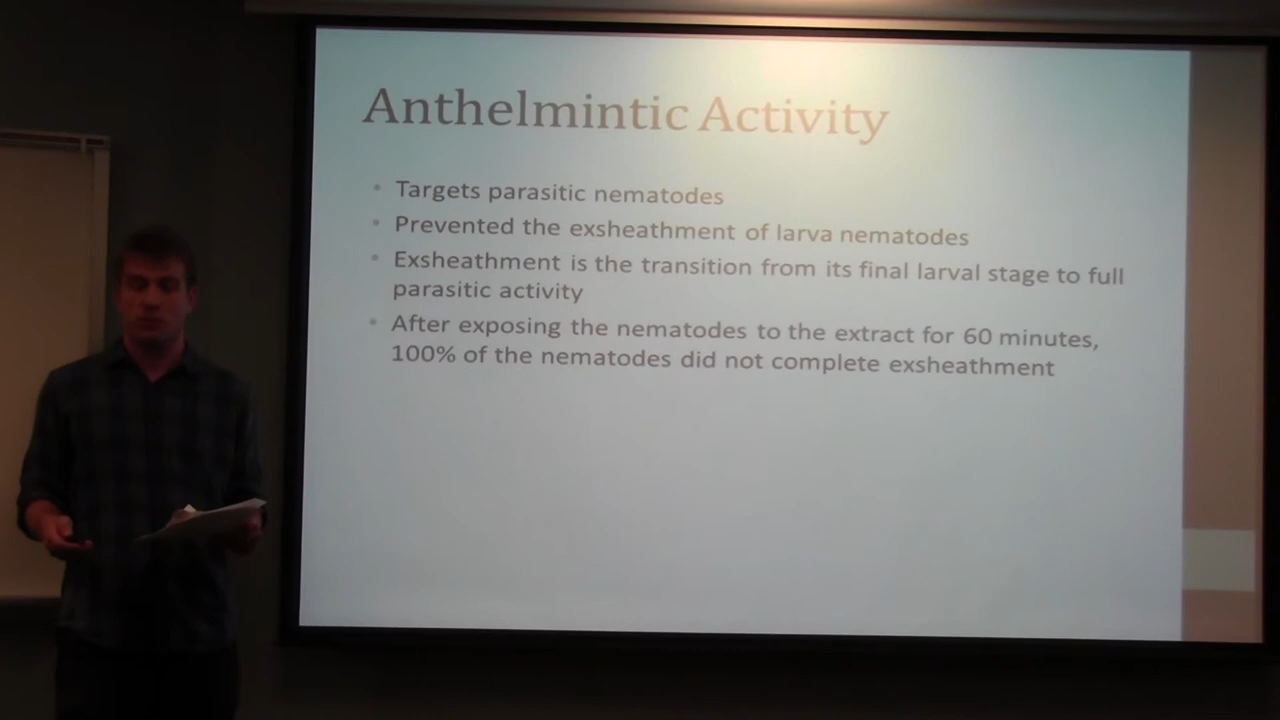 Anthelmintic Activity
• Targets parasitic nematodes
• Prevented the exsheathment of larva nematodes
• Exsheathment is the transition from its final larval stage to full
parasitic activity
• After exposing the nematodes to the extract for 60 minutes,
100% of the nematodes did not complete exsheathment